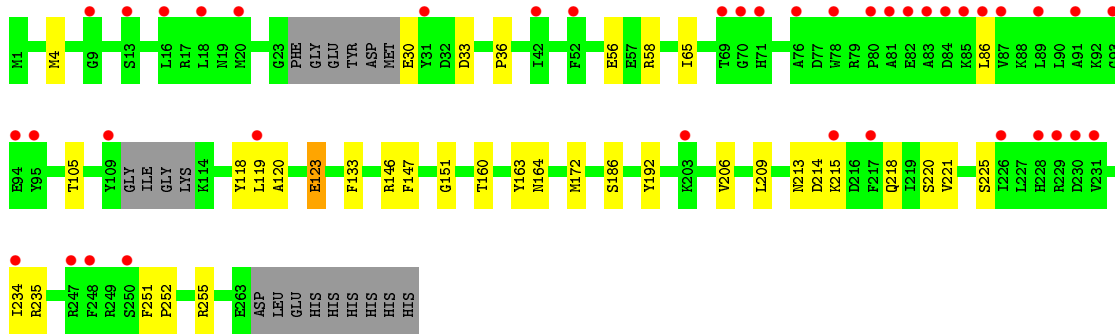 M1 M4 G9 S13 L16 R17 L18 N19 M20 G23 PHE GLY GLU TYR ASP MET E30 Y31 D32 D33 P36 I42 F52 E56 E57 R58 I65 T69 G70 H71 A76 D77 W78 R79 P80 A81 E82 A83 D84 K85 L86 V87 K88 L89 L90 A91 K92 G93
E94 Y95 T105 Y109 GLY ILE GLY LYS K114 Y118 L119 A120 E123 F133 R146 F147 G151 T160 Y163 N164 M172 S186 Y192 K203 V206 L209 N213 D214 K215 D216 F217 Q218 I219 S220 V221 S225 I226 L227 H228 R229 D230 V231
I234 R235 R247 F248 R249 S250 F251 P252 R255 E263 ASP LEU GLU HIS HIS HIS HIS HIS HIS